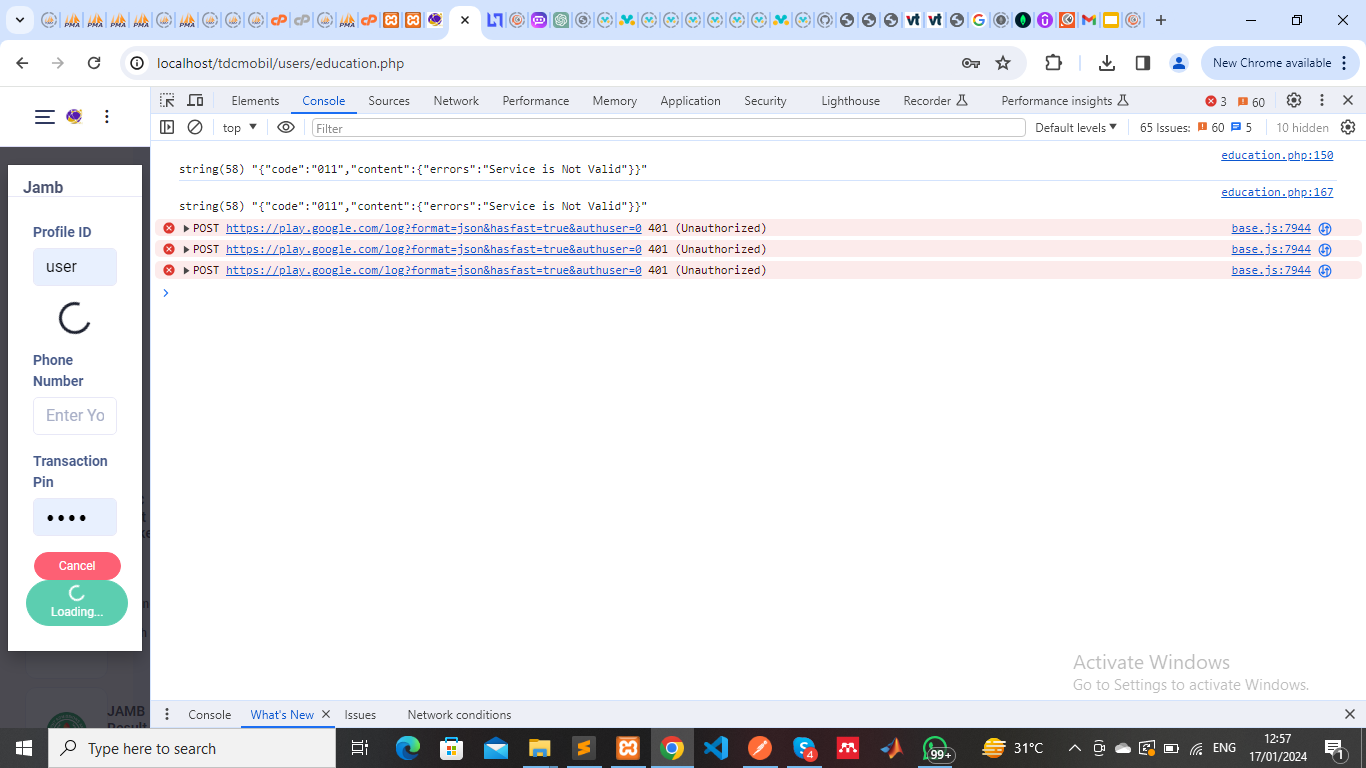 localhost/tdcmobil/users/education.php
New Chrome available
Elements Console Sources Network Performance Memory Application Security Lighthouse Recorder Performance insights 3 60
top Filter Default levels 65 Issues: 60 5 10 hidden
education.php:150
string(58) "{"code":"011","content":{"errors":"Service is Not Valid"}}"
education.php:167
string(58) "{"code":"011","content":{"errors":"Service is Not Valid"}}"
POST https://play.google.com/log?format=json&hasfast=true&authuser=0 401 (Unauthorized) base.js:7944
POST https://play.google.com/log?format=json&hasfast=true&authuser=0 401 (Unauthorized) base.js:7944
POST https://play.google.com/log?format=json&hasfast=true&authuser=0 401 (Unauthorized) base.js:7944
Jamb
Profile ID
user
Phone
Number
Enter Yo
Transaction
Pin
Cancel
Loading...
JAMB
Result
Activate Windows
Go to Settings to activate Windows.
Console What's New Issues Network conditions
Type here to search
4
99+
31°C
ENG
12:57
17/01/2024
1